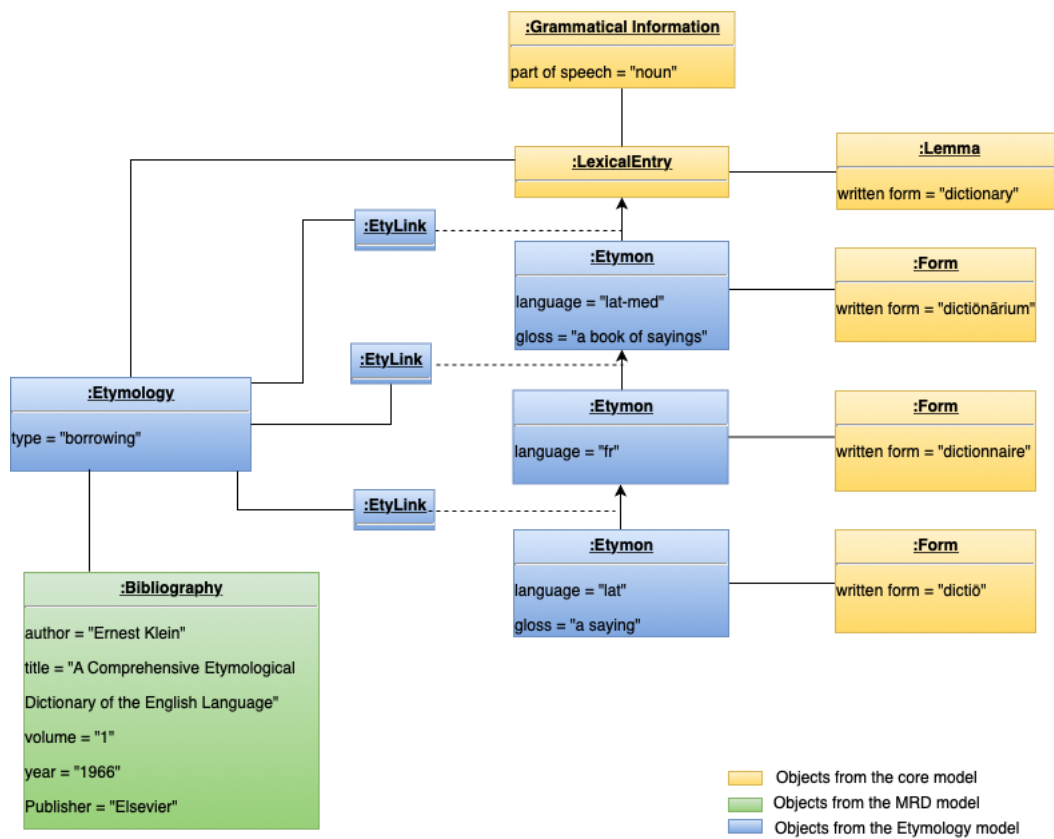 :Grammatical Information
part of speech = "noun"
:LexicalEntry
:Lemma
written form = "dictionary"
:EtyLink
:Etymon
language = "lat-med"
gloss = "a book of sayings"
:Form
written form = "dictiōnārium"
:EtyLink
:Etymology
type = "borrowing"
:Etymon
language = "fr"
:Form
written form = "dictionnaire"
:EtyLink
:Etymon
language = "lat"
gloss = "a saying"
:Form
written form = "dictiō"
:Bibliography
author = "Ernest Klein"
title = "A Comprehensive Etymological
Dictionary of the English Language"
volume = "1"
year = "1966"
Publisher = "Elsevier"
Objects from the core model
Objects from the MRD model
Objects from the Etymology model